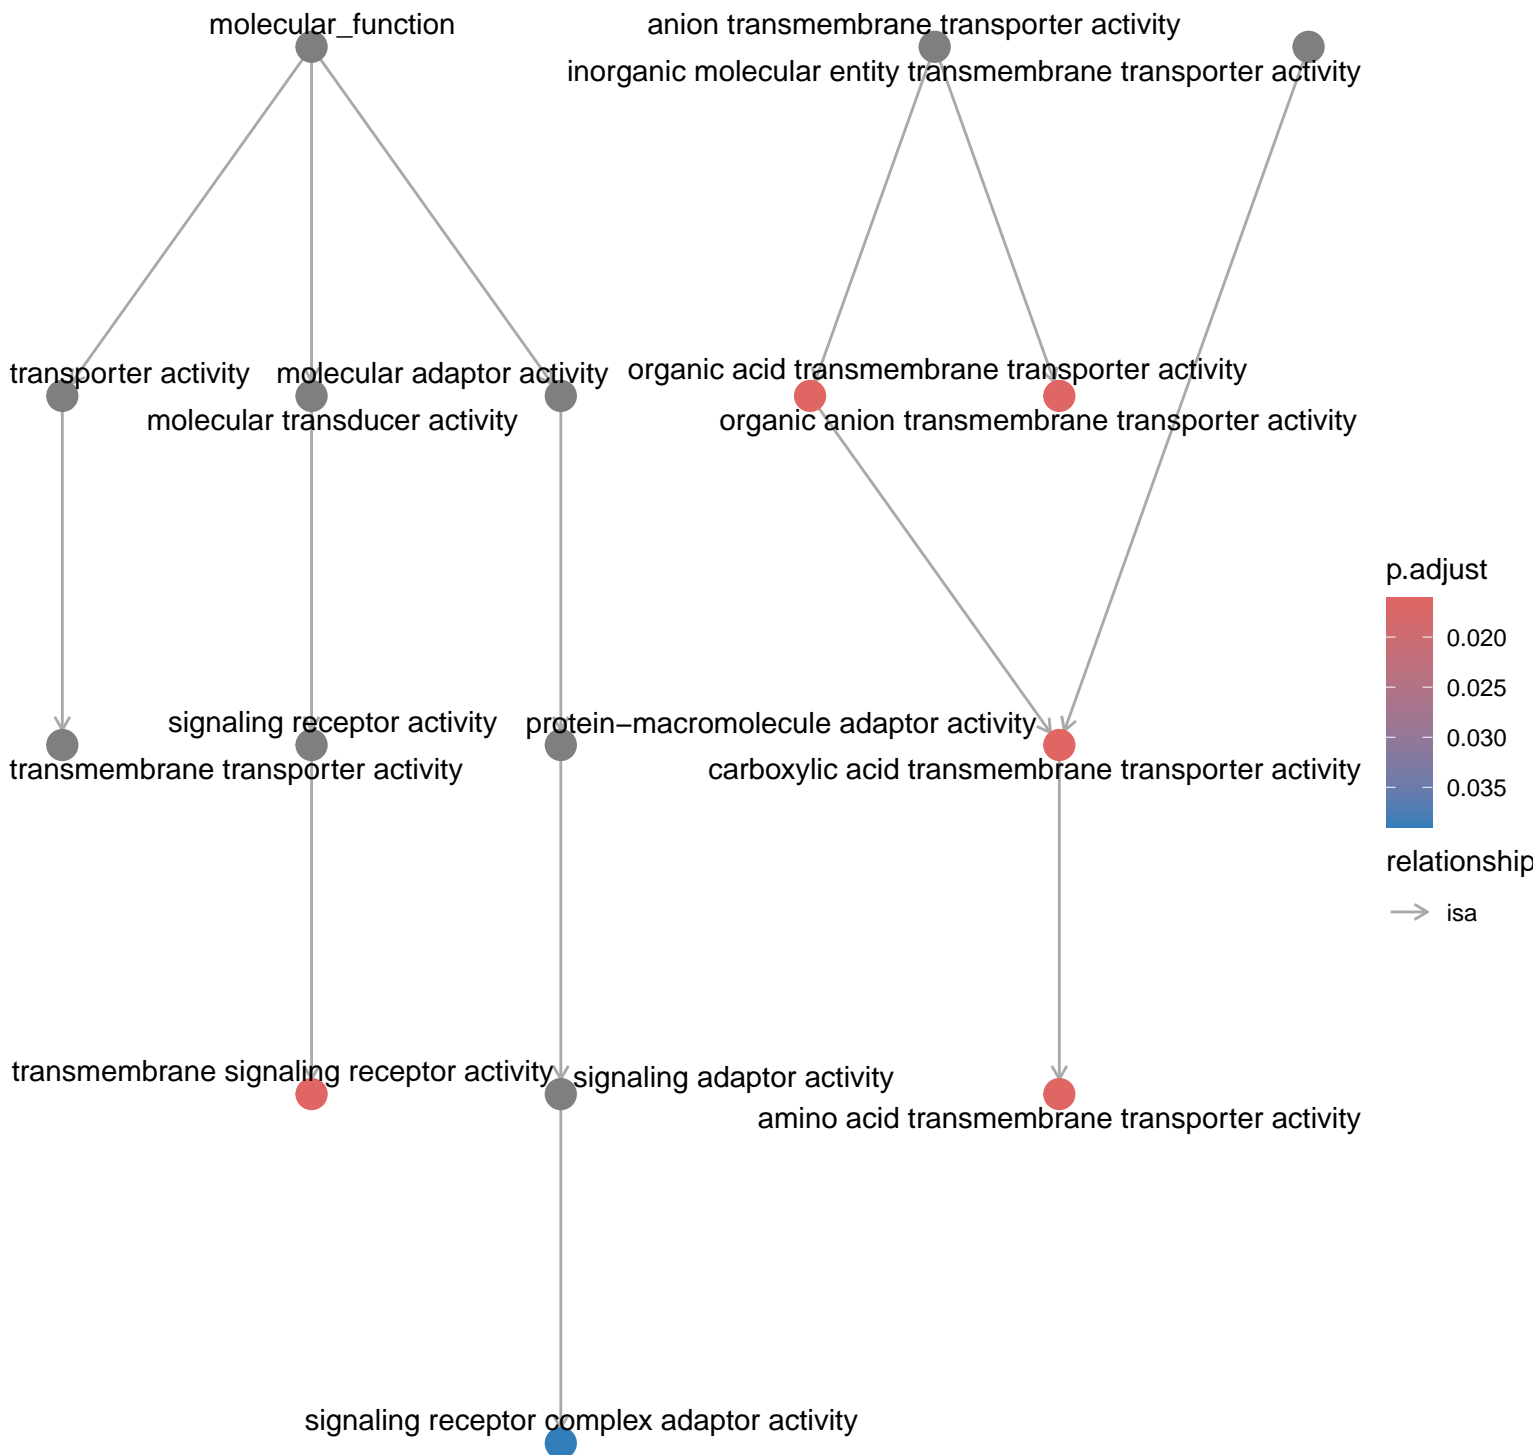 molecular_function
anion transmembrane transporter activity
inorganic molecular entity transmembrane transporter activity
transporter activity
molecular adaptor activity
organic acid transmembrane transporter activity
molecular transducer activity
organic anion transmembrane transporter activity
p.adjust
0.020
0.025
0.030
0.035
relationship
isa
signaling receptor activity
protein−macromolecule adaptor activity
transmembrane transporter activity
carboxylic acid transmembrane transporter activity
transmembrane signaling receptor activity
signaling adaptor activity
amino acid transmembrane transporter activity
signaling receptor complex adaptor activity